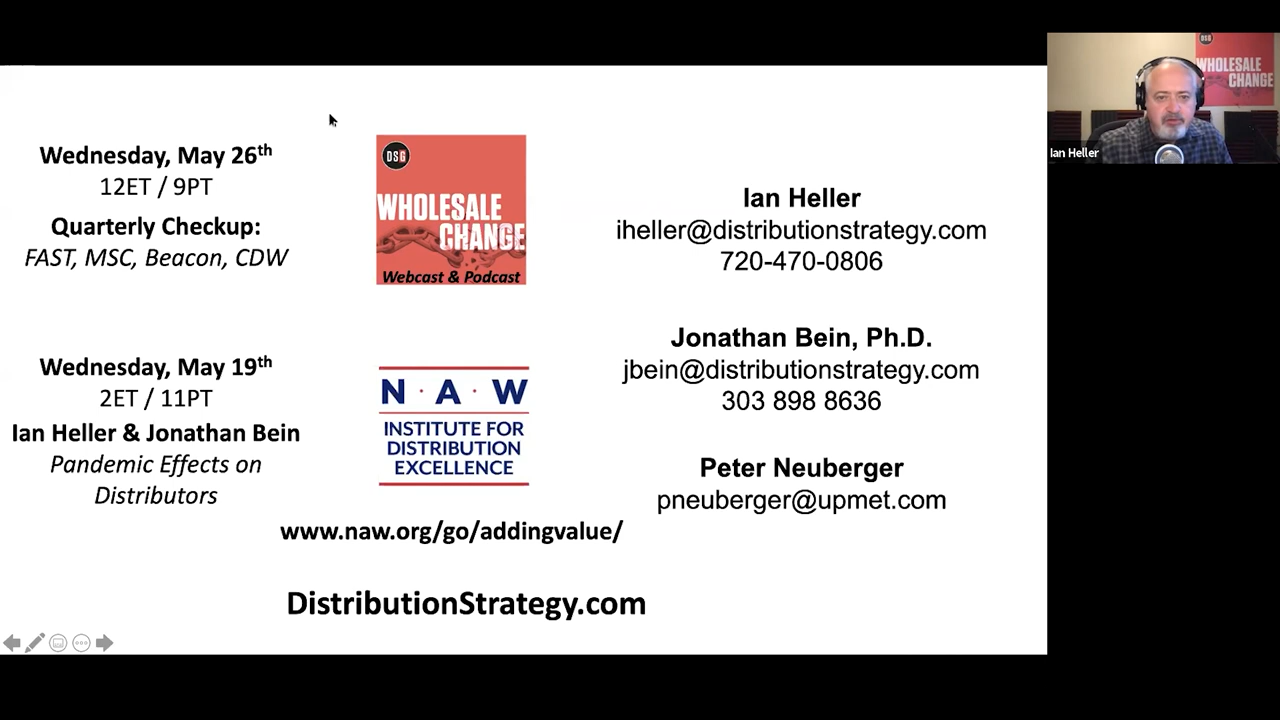 Wednesday, May 26th
12ET / 9PT
Quarterly Checkup:
FAST, MSC, Beacon, CDW
DSG
WHOLESALE
CHANGE
Webcast & Podcast
Wednesday, May 19th
2ET / 11PT
Ian Heller & Jonathan Bein
Pandemic Effects on
Distributors
N · A · W
INSTITUTE FOR
DISTRIBUTION
EXCELLENCE
www.naw.org/go/addingvalue/
DistributionStrategy.com
Ian Heller
iheller@distributionstrategy.com
720-470-0806
Jonathan Bein, Ph.D.
jbein@distributionstrategy.com
303 898 8636
Peter Neuberger
pneuberger@upmet.com
DSG
WHOLESALE
CHANGE
Ian Heller